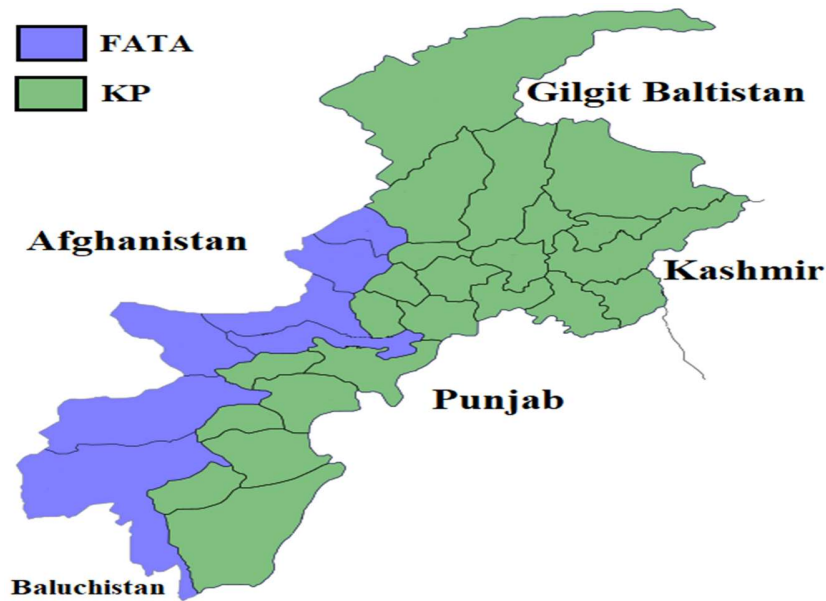 FATA
KP
Gilgit Baltistan
Afghanistan
Kashmir
Punjab
Baluchistan